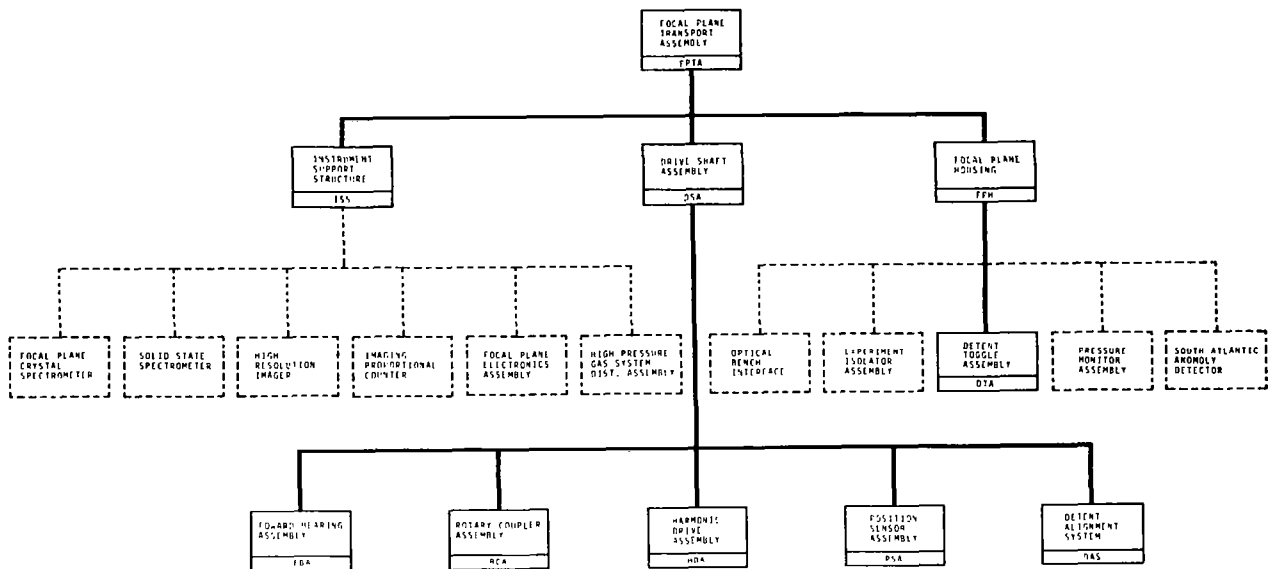 FOCAL PLANE
TRANSPORT
ASSEMBLY
FPTA
INSTRUMENT
SUPPORT
STRUCTURE
ISS
DRIVE SHAFT
ASSEMBLY
DSA
FOCAL PLANE
HOUSING
FPH
FOCAL PLANE
CRYSTAL
SPECTROMETER
SOLID STATE
SPECTROMETER
HIGH
RESOLUTION
IMAGER
IMAGING
PROPORTIONAL
COUNTER
FOCAL PLANE
ELECTRONICS
ASSEMBLY
HIGH PRESSURE
GAS SYSTEM
DIST. ASSEMBLY
OPTICAL
BENCH
INTERFACE
EXPERIMENT
ISOLATOR
ASSEMBLY
DETENT
TOGGLE
ASSEMBLY
DTA
PRESSURE
MONITOR
ASSEMBLY
SOUTH ATLANTIC
ANOMOLY
DETECTOR
FOWARD BEARING
ASSEMBLY
FBA
ROTARY COUPLER
ASSEMBLY
RCA
HARMONIC
DRIVE
ASSEMBLY
HDA
POSITION
SENSOR
ASSEMBLY
PSA
DETENT
ALIGNMENT
SYSTEM
DAS